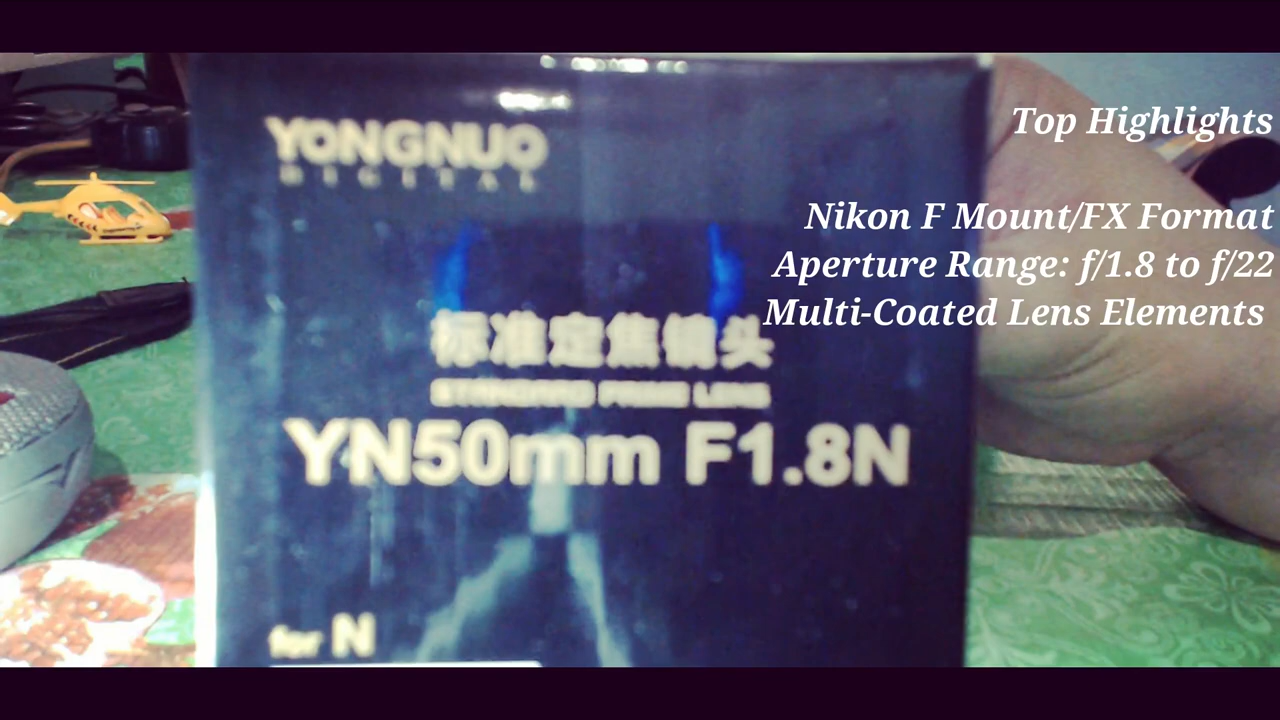 YONGNUO
DIGITAL
标准定焦镜头
STANDARD PRIME LENS
YN50mm F1.8N
for N
Top Highlights
Nikon F Mount/FX Format
Aperture Range: f/1.8 to f/22
Multi-Coated Lens Elements